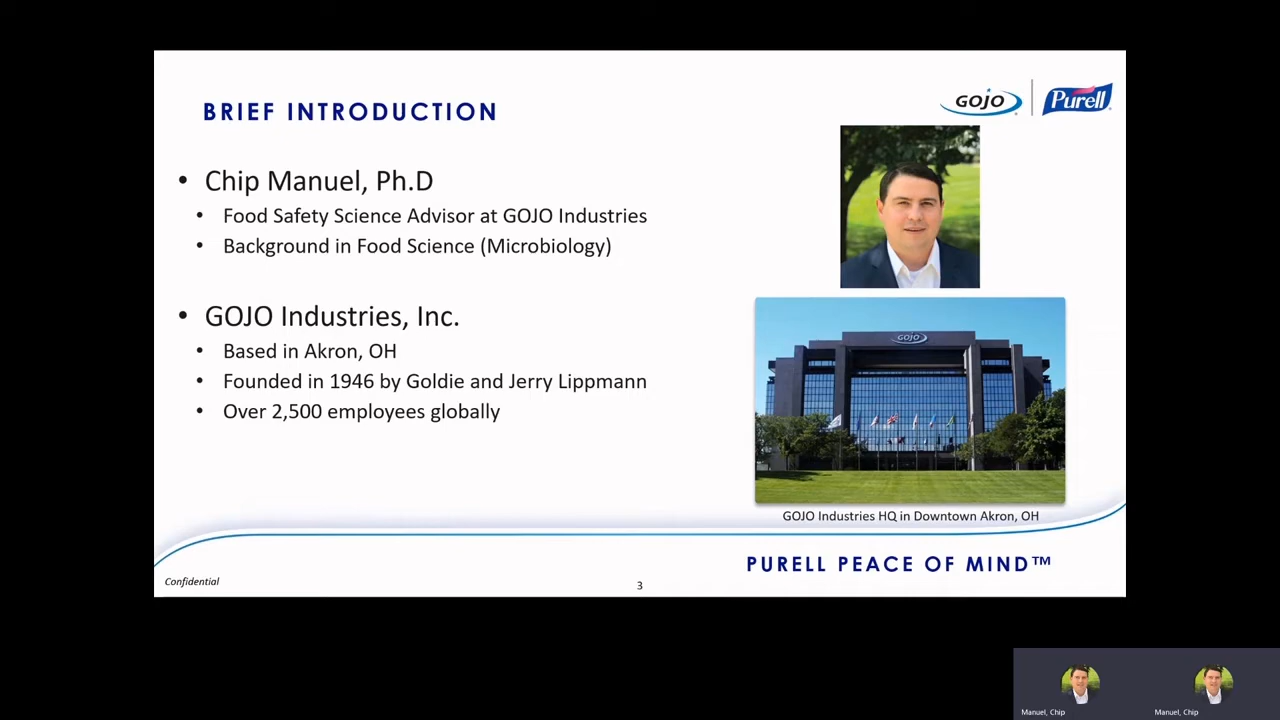 BRIEF INTRODUCTION
GOJO
Purell
• Chip Manuel, Ph.D
• Food Safety Science Advisor at GOJO Industries
• Background in Food Science (Microbiology)
• GOJO Industries, Inc.
• Based in Akron, OH
• Founded in 1946 by Goldie and Jerry Lippmann
• Over 2,500 employees globally
GOJO
GOJO Industries HQ in Downtown Akron, OH
PURELL PEACE OF MIND™
Confidential
3
Manuel, Chip
Manuel, Chip